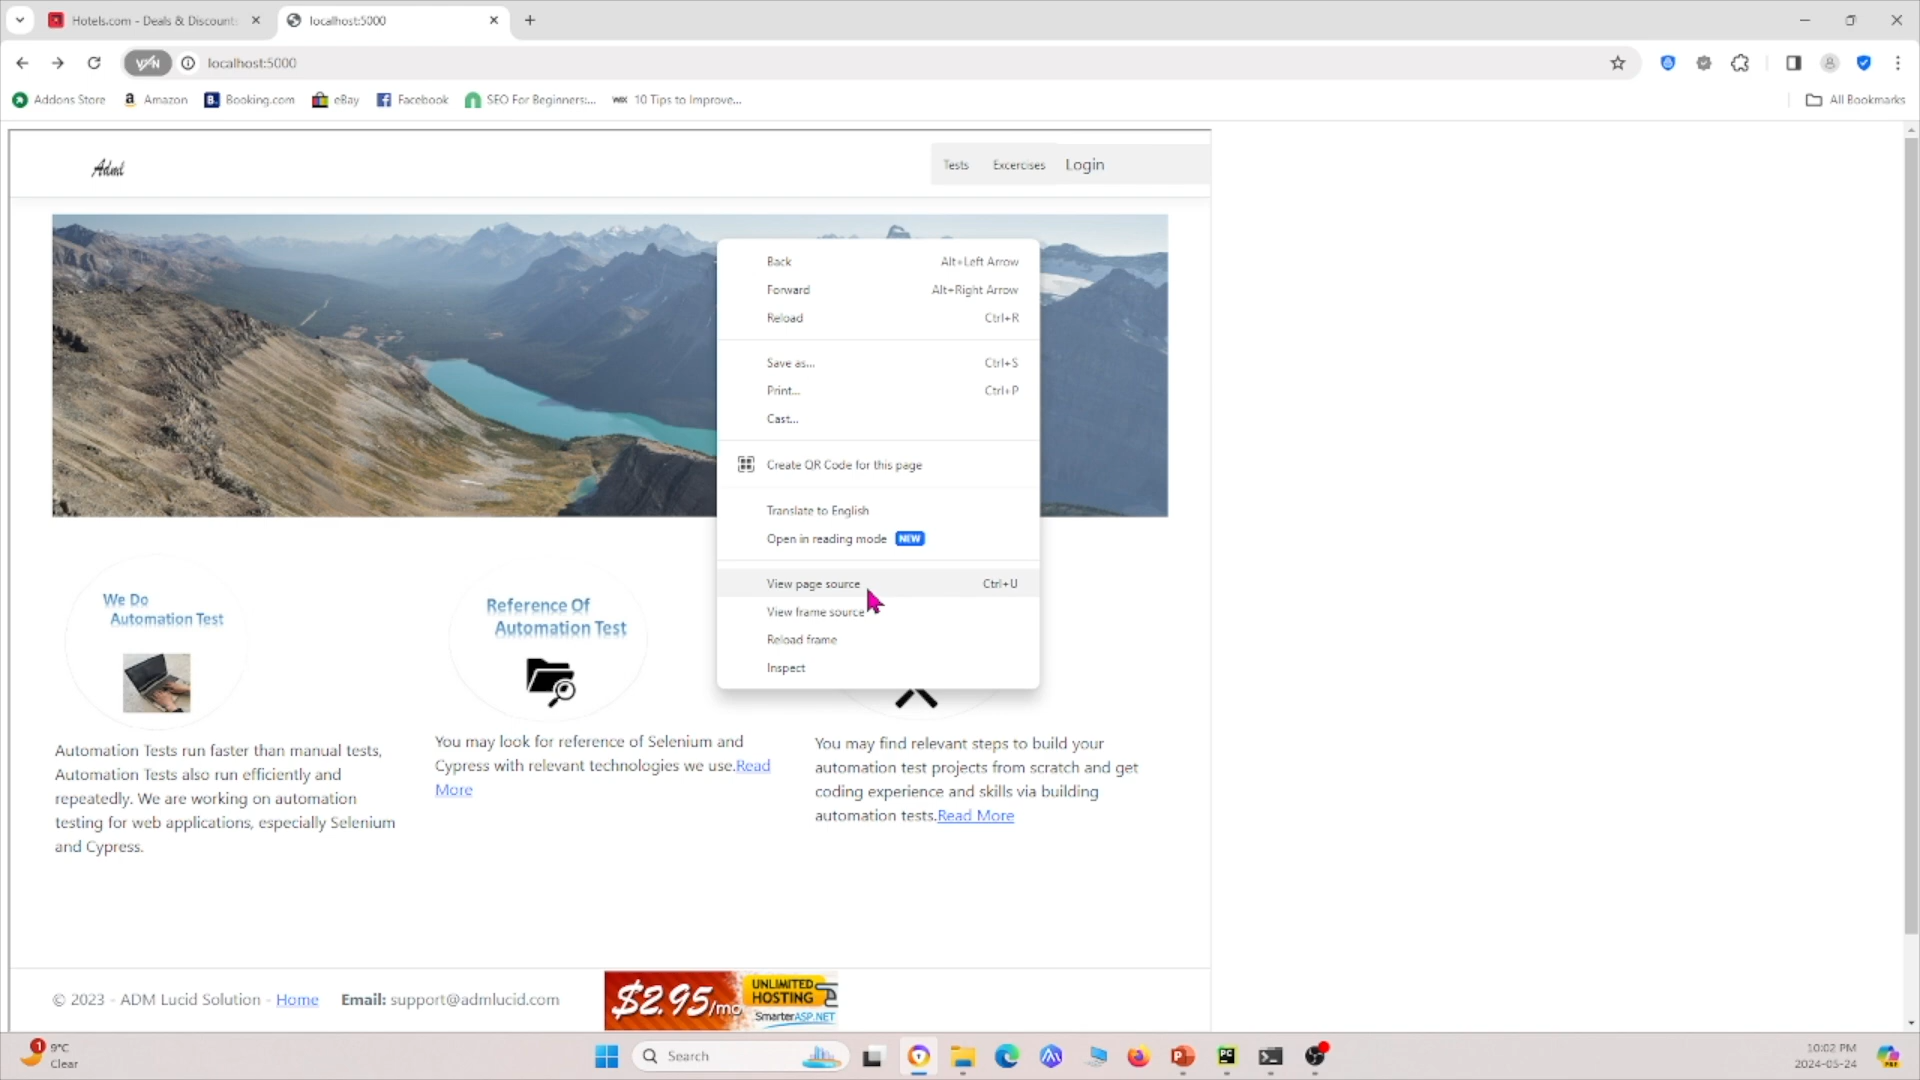 Hotels.com - Deals & Discounts
localhost:5000
VPN
localhost:5000
Addons Store
Amazon
B. Booking.com
eBay
Facebook
SEO For Beginners:...
WIX 10 Tips to Improve...
All Bookmarks
Adml
Tests
Excercises
Login
Back Alt+Left Arrow
Forward Alt+Right Arrow
Reload Ctrl+R
Save as... Ctrl+S
Print... Ctrl+P
Cast...
Create QR Code for this page
Translate to English
Open in reading mode NEW
View page source Ctrl+U
View frame source
Reload frame
Inspect
We Do
Automation Test
Reference Of
Automation Test
Automation Tests run faster than manual tests,
Automation Tests also run efficiently and
repeatedly. We are working on automation
testing for web applications, especially Selenium
and Cypress.
You may look for reference of Selenium and
Cypress with relevant technologies we use.Read
More
You may find relevant steps to build your
automation test projects from scratch and get
coding experience and skills via building
automation tests.Read More
© 2023 - ADM Lucid Solution - Home
Email: support@admlucid.com
$2.95/mo
UNLIMITED
HOSTING
SmarterASP.NET
1
9°C
Clear
Search
10:02 PM
2024-05-24